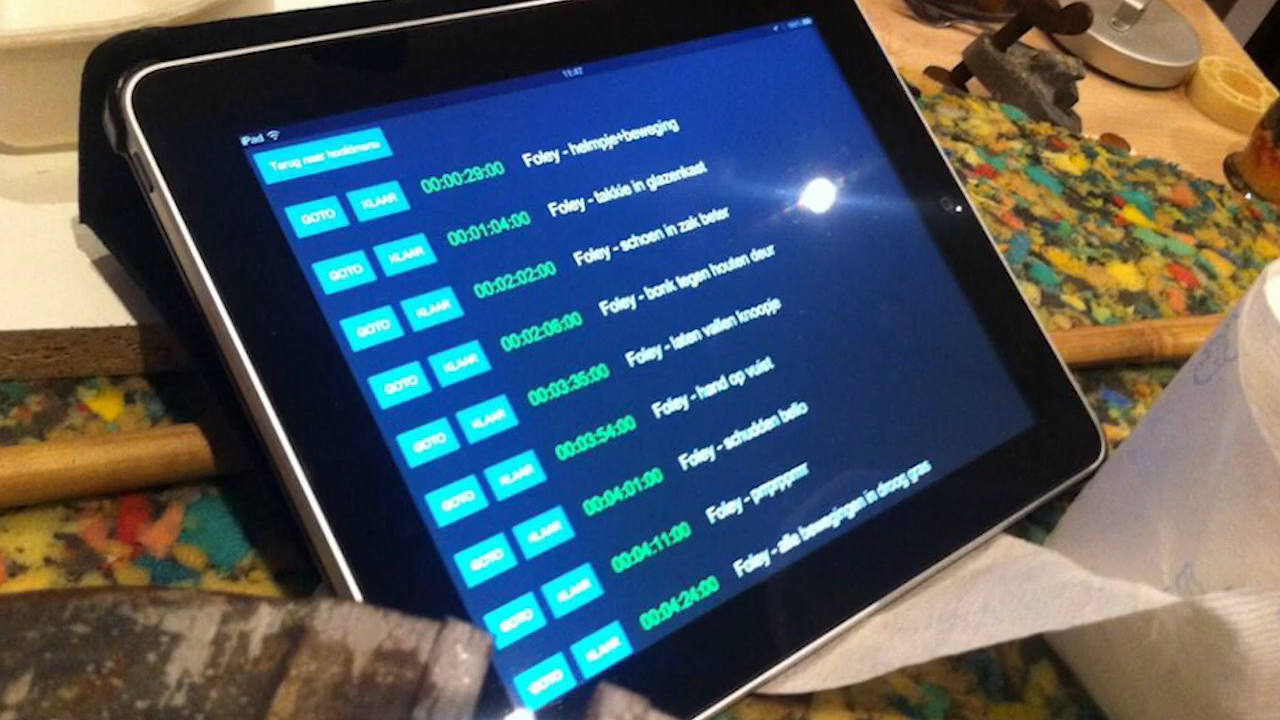 iPad
11:47
Terug naar hoofdmenu
GOTO KLAAR 00:00:29:00 Foley - helmpje+beweging
GOTO KLAAR 00:01:04:00 Foley - takkie in glazenkast
GOTO KLAAR 00:02:02:00 Foley - schoen in zak beter
GOTO KLAAR 00:02:06:00 Foley - bonk tegen houten deur
GOTO KLAAR 00:03:35:00 Foley - laten vallen knoopje
GOTO KLAAR 00:03:54:00 Foley - hand op vuist
GOTO KLAAR 00:04:01:00 Foley - schudden bello
GOTO KLAAR 00:04:11:00 Foley -
GOTO KLAAR 00:04:24:00 Foley - alle bewegingen in droog gras